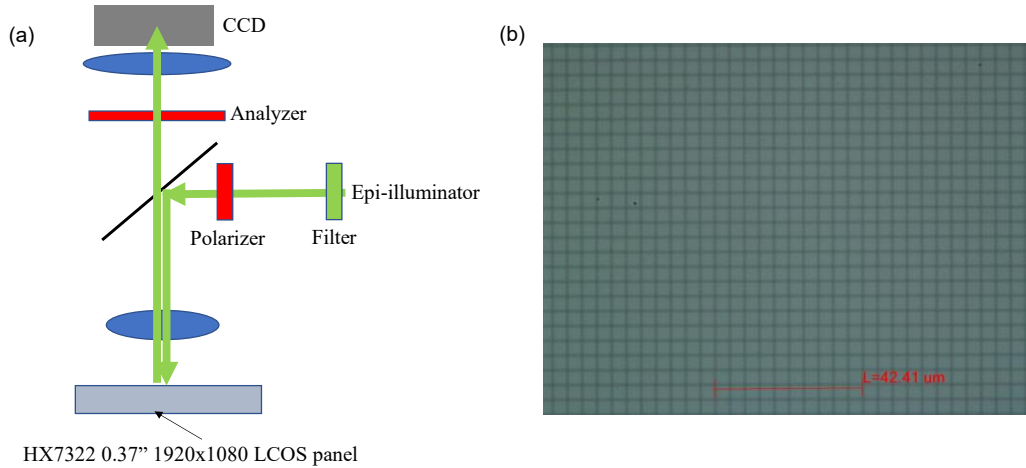 (a)
CCD
(b)
Analyzer
Epi-illuminator
Polarizer
Filter
L=42.41 um
HX7322 0.37” 1920x1080 LCOS panel